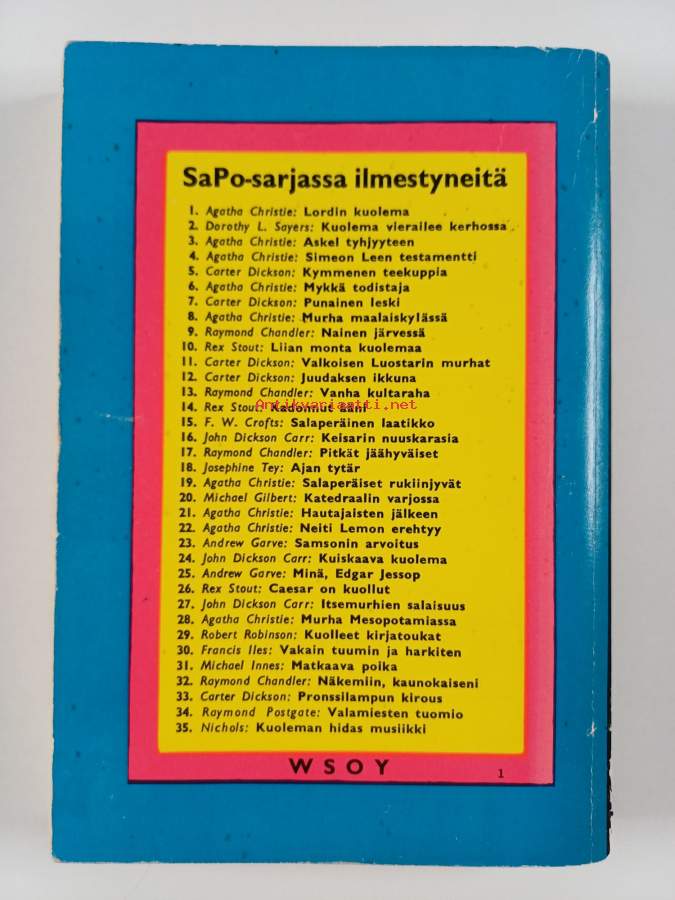 SaPo-sarjassa ilmestyneitä
1. Agatha Christie: Lordin kuolema
2. Dorothy L. Sayers: Kuolema vierailee kerhossa
3. Agatha Christie: Askel tyhjyyteen
4. Agatha Christie: Simeon Leen testamentti
5. Carter Dickson: Kymmenen teekuppia
6. Agatha Christie: Mykkä todistaja
7. Carter Dickson: Punainen leski
8. Agatha Christie: Murha maalaiskylässä
9. Raymond Chandler: Nainen järvessä
10. Rex Stout: Liian monta kuolemaa
11. Carter Dickson: Valkoisen Luostarin murhat
12. Carter Dickson: Juudaksen ikkuna
13. Raymond Chandler: Vanha kultaraha
Antikvariaatti.net
14. Rex Stout: Kadonnut ääni
15. F. W. Crofts: Salaperäinen laatikko
16. John Dickson Carr: Keisarin nuuskarasia
17. Raymond Chandler: Pitkät jäähyväiset
18. Josephine Tey: Ajan tytär
19. Agatha Christie: Salaperäiset rukiinjyvät
20. Michael Gilbert: Katedraalin varjossa
21. Agatha Christie: Hautajaisten jälkeen
22. Agatha Christie: Neiti Lemon erehtyy
23. Andrew Garve: Samsonin arvoitus
24. John Dickson Carr: Kuiskaava kuolema
25. Andrew Garve: Minä, Edgar Jessop
26. Rex Stout: Caesar on kuollut
27. John Dickson Carr: Itsemurhien salaisuus
28. Agatha Christie: Murha Mesopotamiassa
29. Robert Robinson: Kuolleet kirjatoukat
30. Francis Iles: Vakain tuumin ja harkiten
31. Michael Innes: Matkaava poika
32. Raymond Chandler: Näkemiin, kaunokaiseni
33. Carter Dickson: Pronssilampun kirous
34. Raymond Postgate: Valamiesten tuomio
35. Nichols: Kuoleman hidas musiikki
WSOY
1